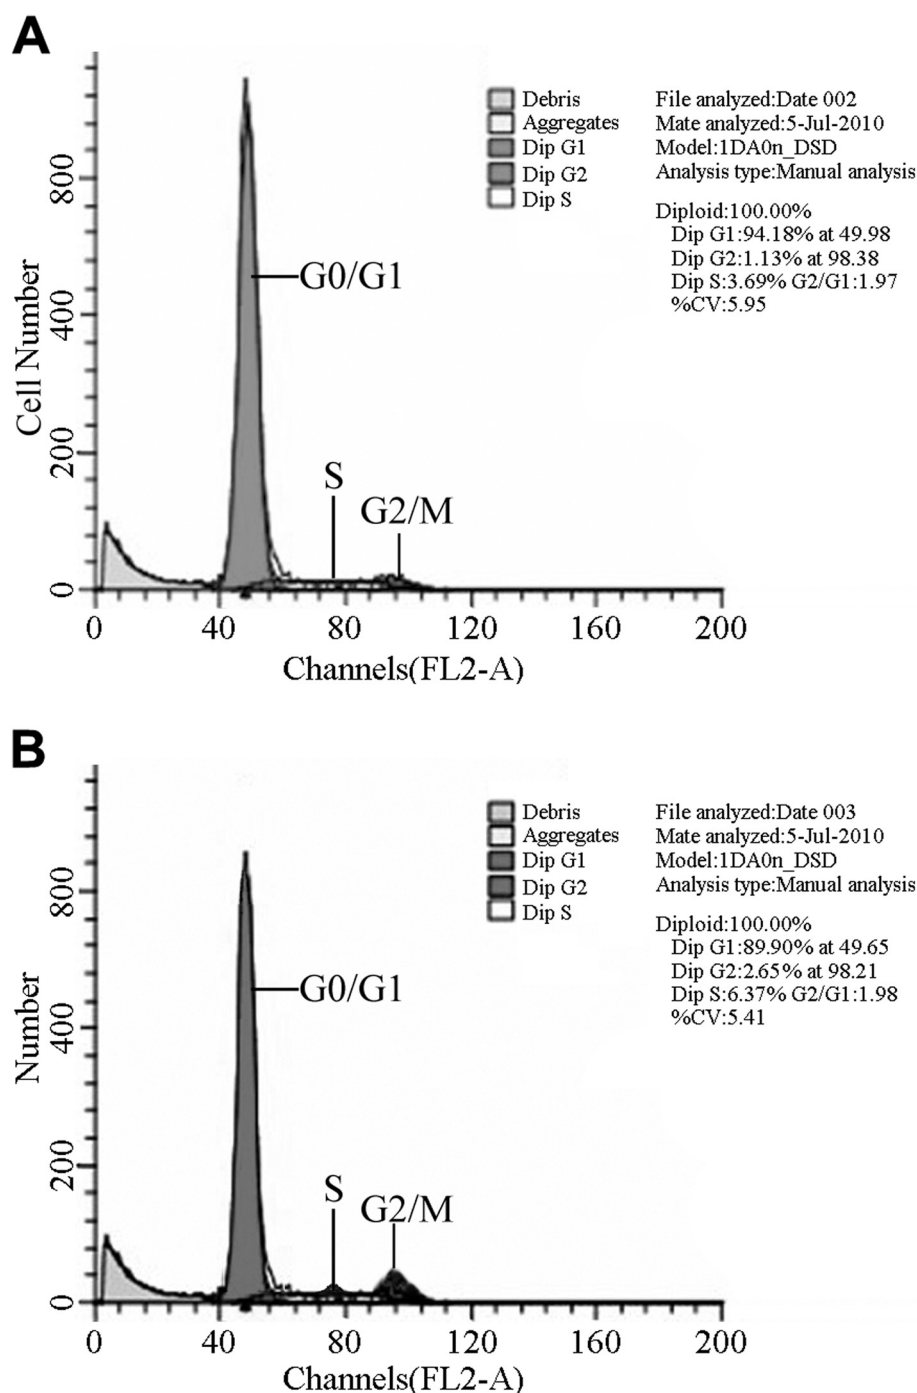 A
Debris
Aggregates
Dip G1
Dip G2
Dip S
File analyzed:Date 002
Mate analyzed:5-Jul-2010
Model:1DA0n_DSD
Analysis type:Manual analysis
Diploid:100.00%
Dip G1:94.18% at 49.98
Dip G2:1.13% at 98.38
Dip S:3.69% G2/G1:1.97
%CV:5.95
Cell Number
800
400
200
0
G0/G1
S
G2/M
0 40 80 120 160 200
Channels(FL2-A)
B
Debris
Aggregates
Dip G1
Dip G2
Dip S
File analyzed:Date 003
Mate analyzed:5-Jul-2010
Model:1DA0n_DSD
Analysis type:Manual analysis
Diploid:100.00%
Dip G1:89.90% at 49.65
Dip G2:2.65% at 98.21
Dip S:6.37% G2/G1:1.98
%CV:5.41
Number
800
400
200
0
G0/G1
S
G2/M
0 40 80 120 160 200
Channels(FL2-A)